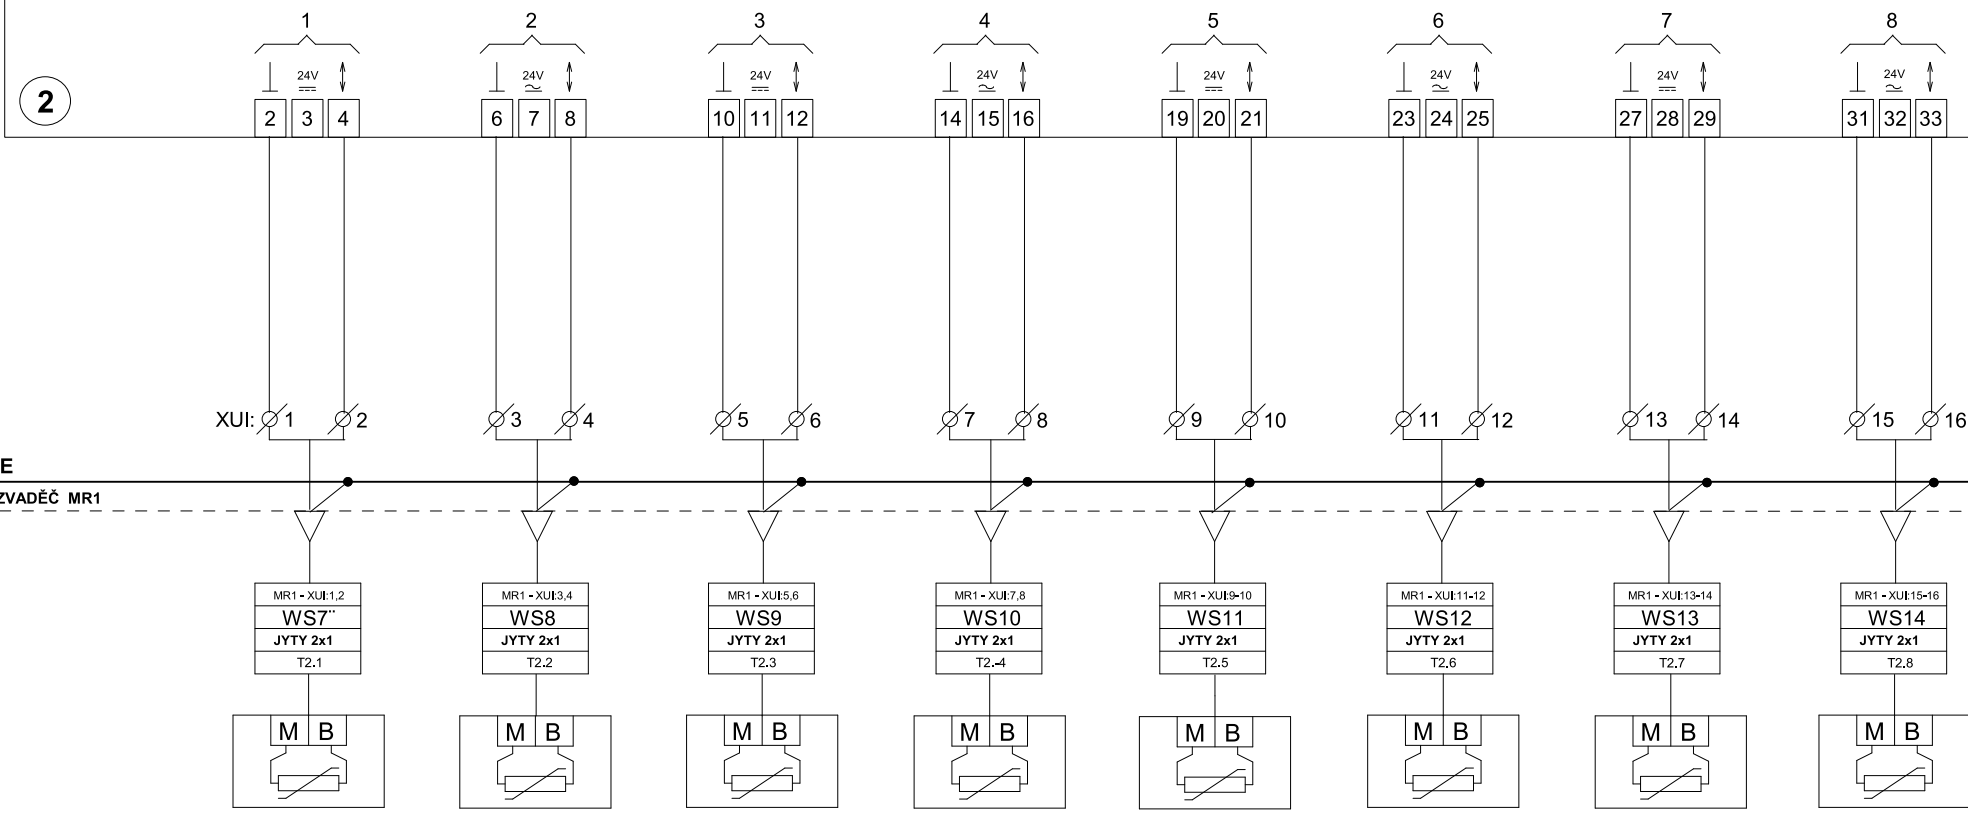 1 2 3 4 5 6 7 8
24V 24V 24V 24V 24V 24V 24V 24V
2
2 3 4 6 7 8 10 11 12 14 15 16 19 20 21 23 24 25 27 28 29 31 32 33
XUI: 1 2 3 4 5 6 7 8 9 10 11 12 13 14 15 16
E
ZVADĚČ MR1
MR1 - XUI:1,2 MR1 - XUI:3,4 MR1 - XUI:5,6 MR1 - XUI:7,8 MR1 - XUI:9-10 MR1 - XUI:11-12 MR1 - XUI:13-14 MR1 - XUI:15-16
WS7¨ WS8 WS9 WS10 WS11 WS12 WS13 WS14
JYTY 2x1 JYTY 2x1 JYTY 2x1 JYTY 2x1 JYTY 2x1 JYTY 2x1 JYTY 2x1 JYTY 2x1
T2.1 T2.2 T2.3 T2.-4 T2.5 T2.6 T2.7 T2.8
M B M B M B M B M B M B M B M B